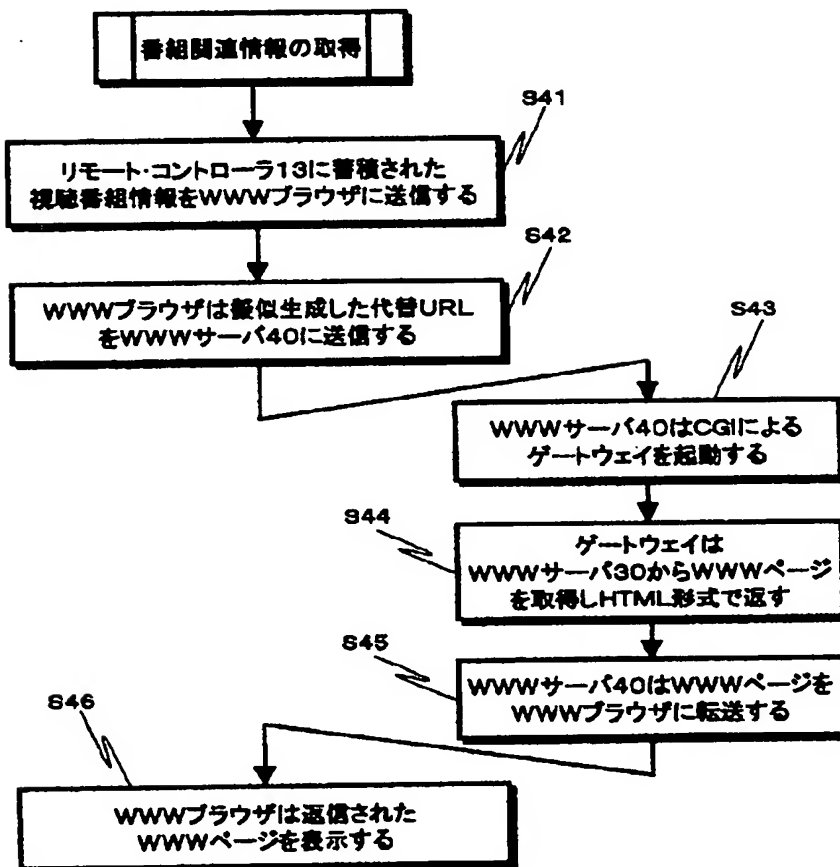 番組関連情報の取得
S41
リモート・コントローラ13に蓄積された
視聴番組情報をWWWブラウザに送信する
S42
WWWブラウザは擬似生成した代替URL
をWWWサーバ40に送信する
S43
WWWサーバ40はCGIによる
ゲートウェイを起動する
S44
ゲートウェイは
WWWサーバ30からWWWページ
を取得しHTML形式で返す
S45
WWWサーバ40はWWWページを
WWWブラウザに転送する
S46
WWWブラウザは返信された
WWWページを表示する